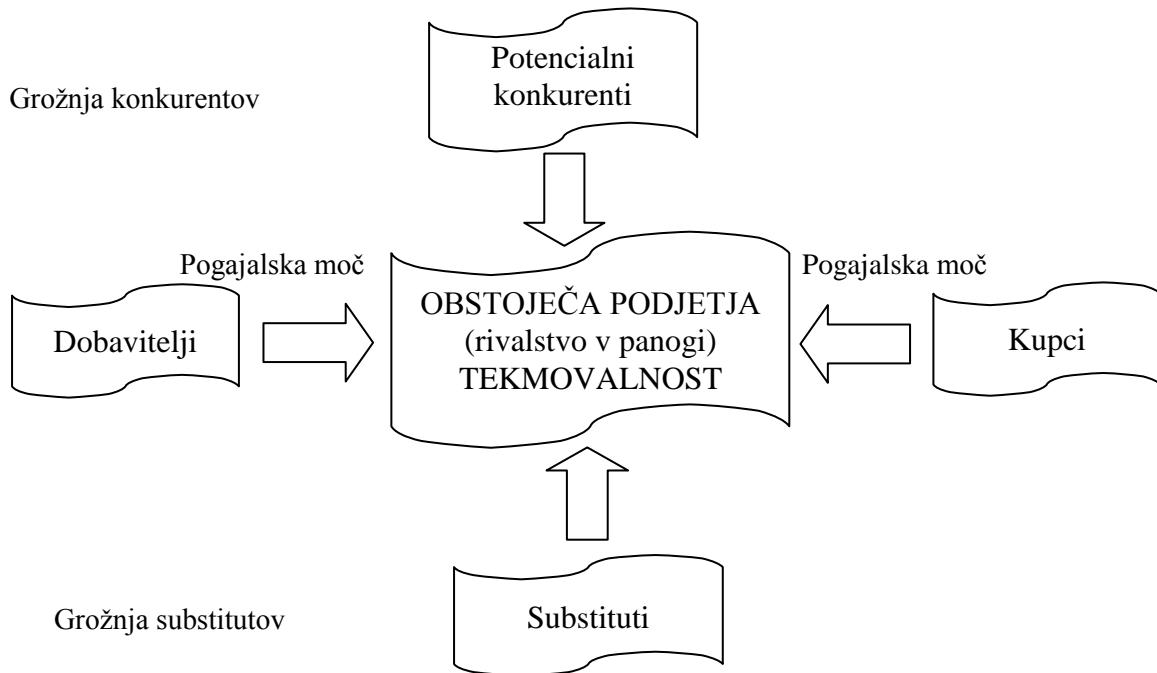 Potencialni
konkurenti
Grožnja konkurentov
Pogajalska moč
Pogajalska moč
OBSTOJEČA PODJETJA
(rivalstvo v panogi)
TEKMOVALNOST
Dobavitelji
Kupci
Substituti
Grožnja substitutov